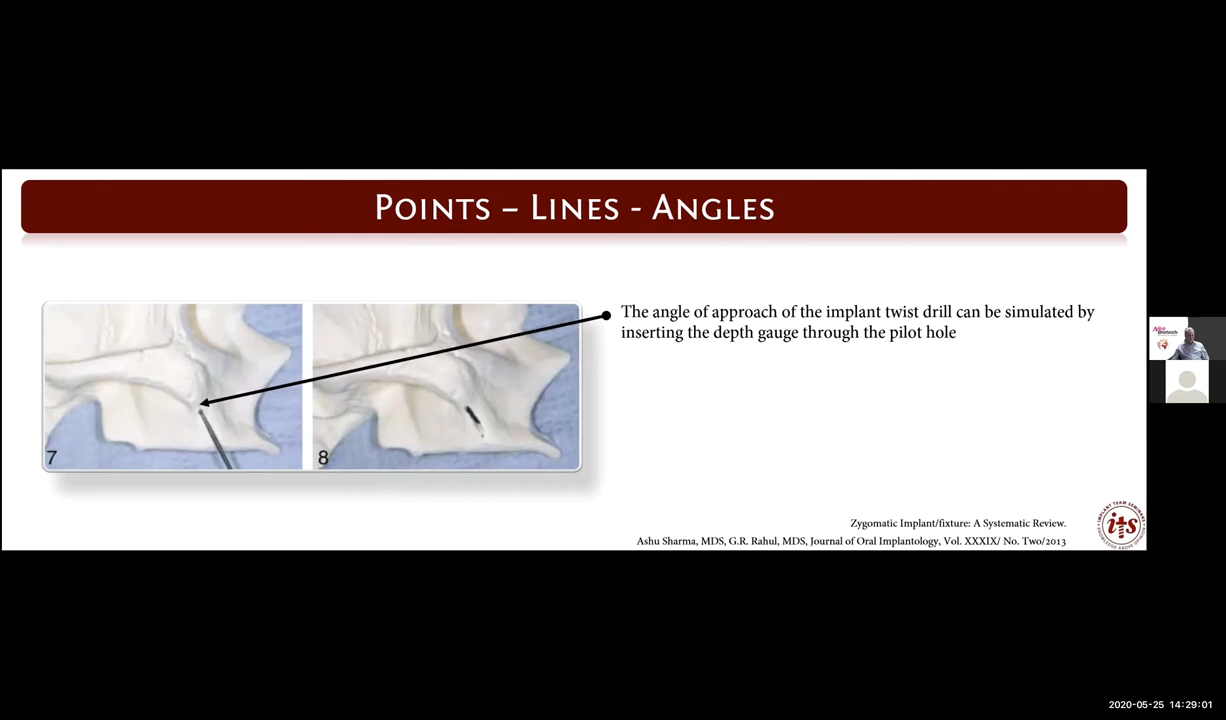 Points – Lines - Angles
The angle of approach of the implant twist drill can be simulated by
inserting the depth gauge through the pilot hole
7
8
Zygomatic Implant/fixture: A Systematic Review.
Ashu Sharma, MDS, G.R. Rahul, MDS, Journal of Oral Implantology, Vol. XXXIX/ No. Two/2013
its
2020-05-25 14:29:01